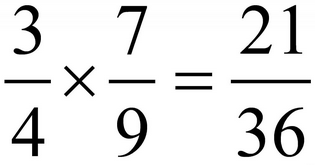 3/4 × 7/9 = 21/36